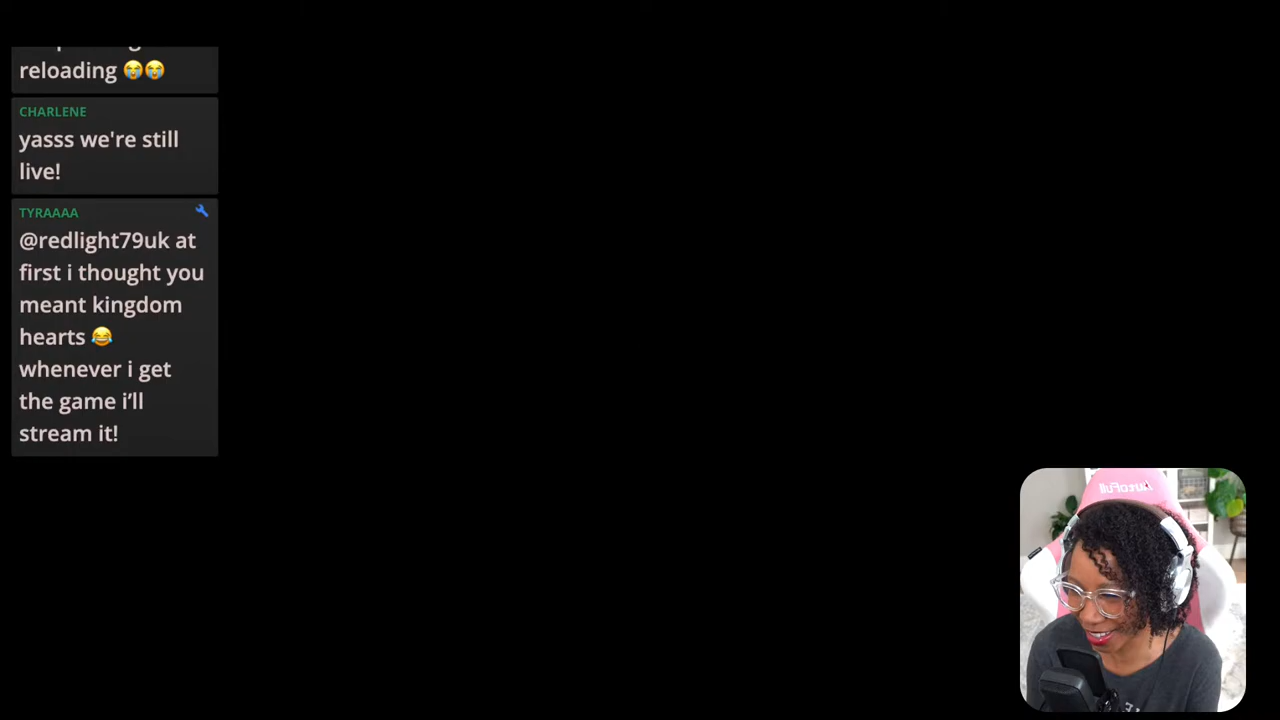 reloading 😭😭
CHARLENE
yasss we're still
live!
TYRAAAA
@redlight79uk at
first i thought you
meant kingdom
hearts 😂
whenever i get
the game i’ll
stream it!
AutoFull